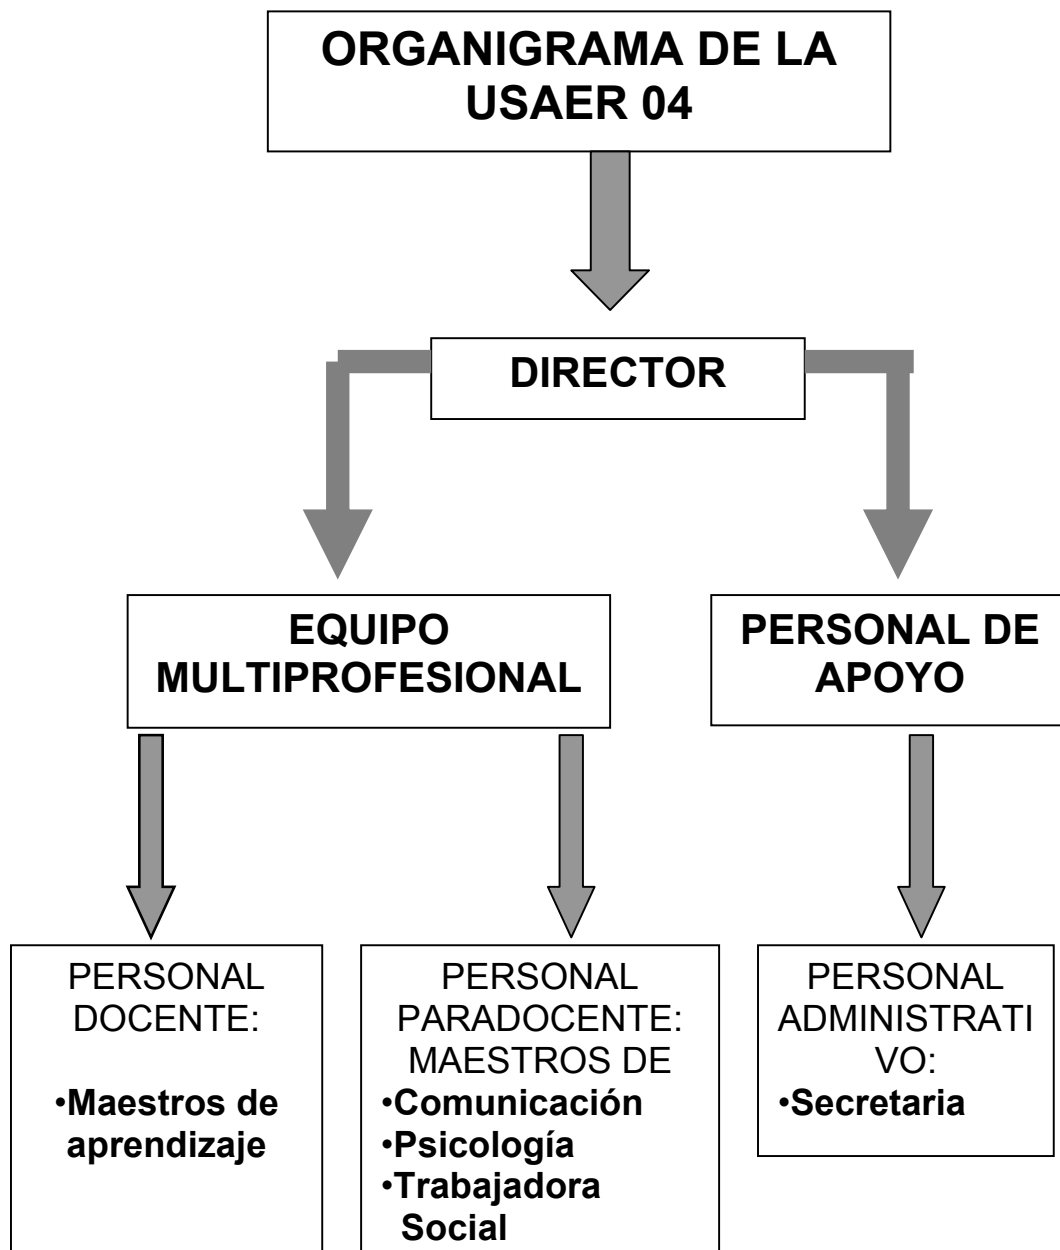 ORGANIGRAMA DE LA
USAER 04
DIRECTOR
EQUIPO
MULTIPROFESIONAL
PERSONAL DE
APOYO
PERSONAL
DOCENTE:
•Maestros de
aprendizaje
PERSONAL
PARADOCENTE:
MAESTROS DE
•Comunicación
•Psicología
•Trabajadora
Social
PERSONAL
ADMINISTRATI
VO:
•Secretaria